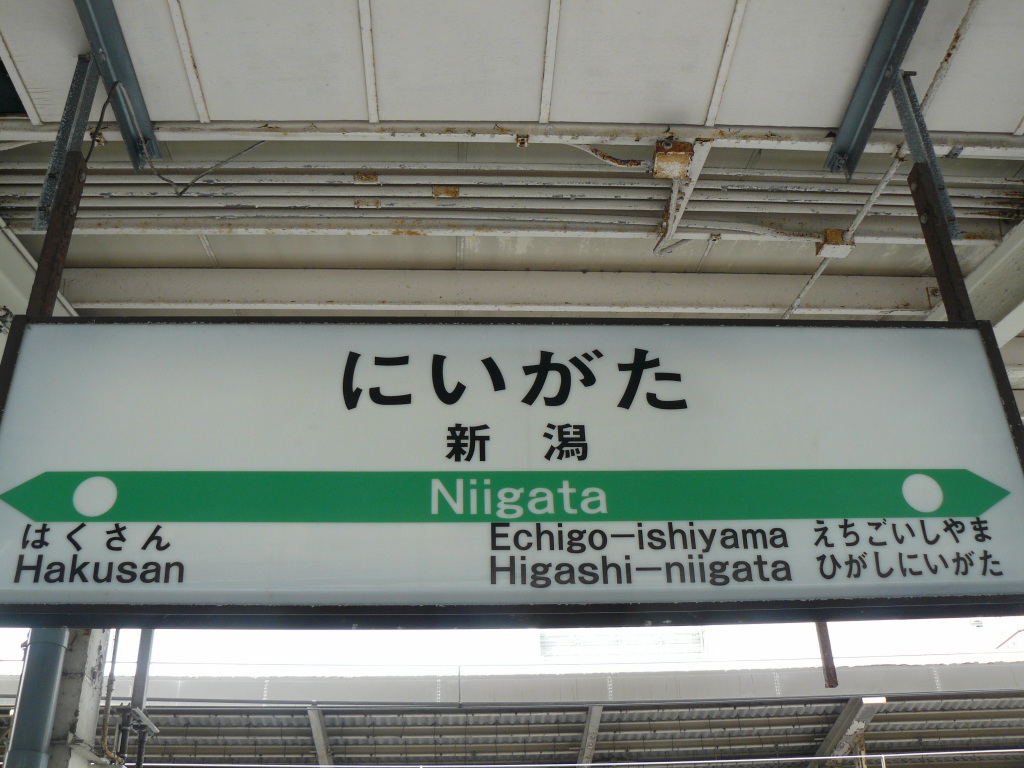 にいがた
新潟
Niigata
はくさん
Hakusan
Echigo-ishiyama えちごいしやま
Higashi-niigata ひがしにいがた